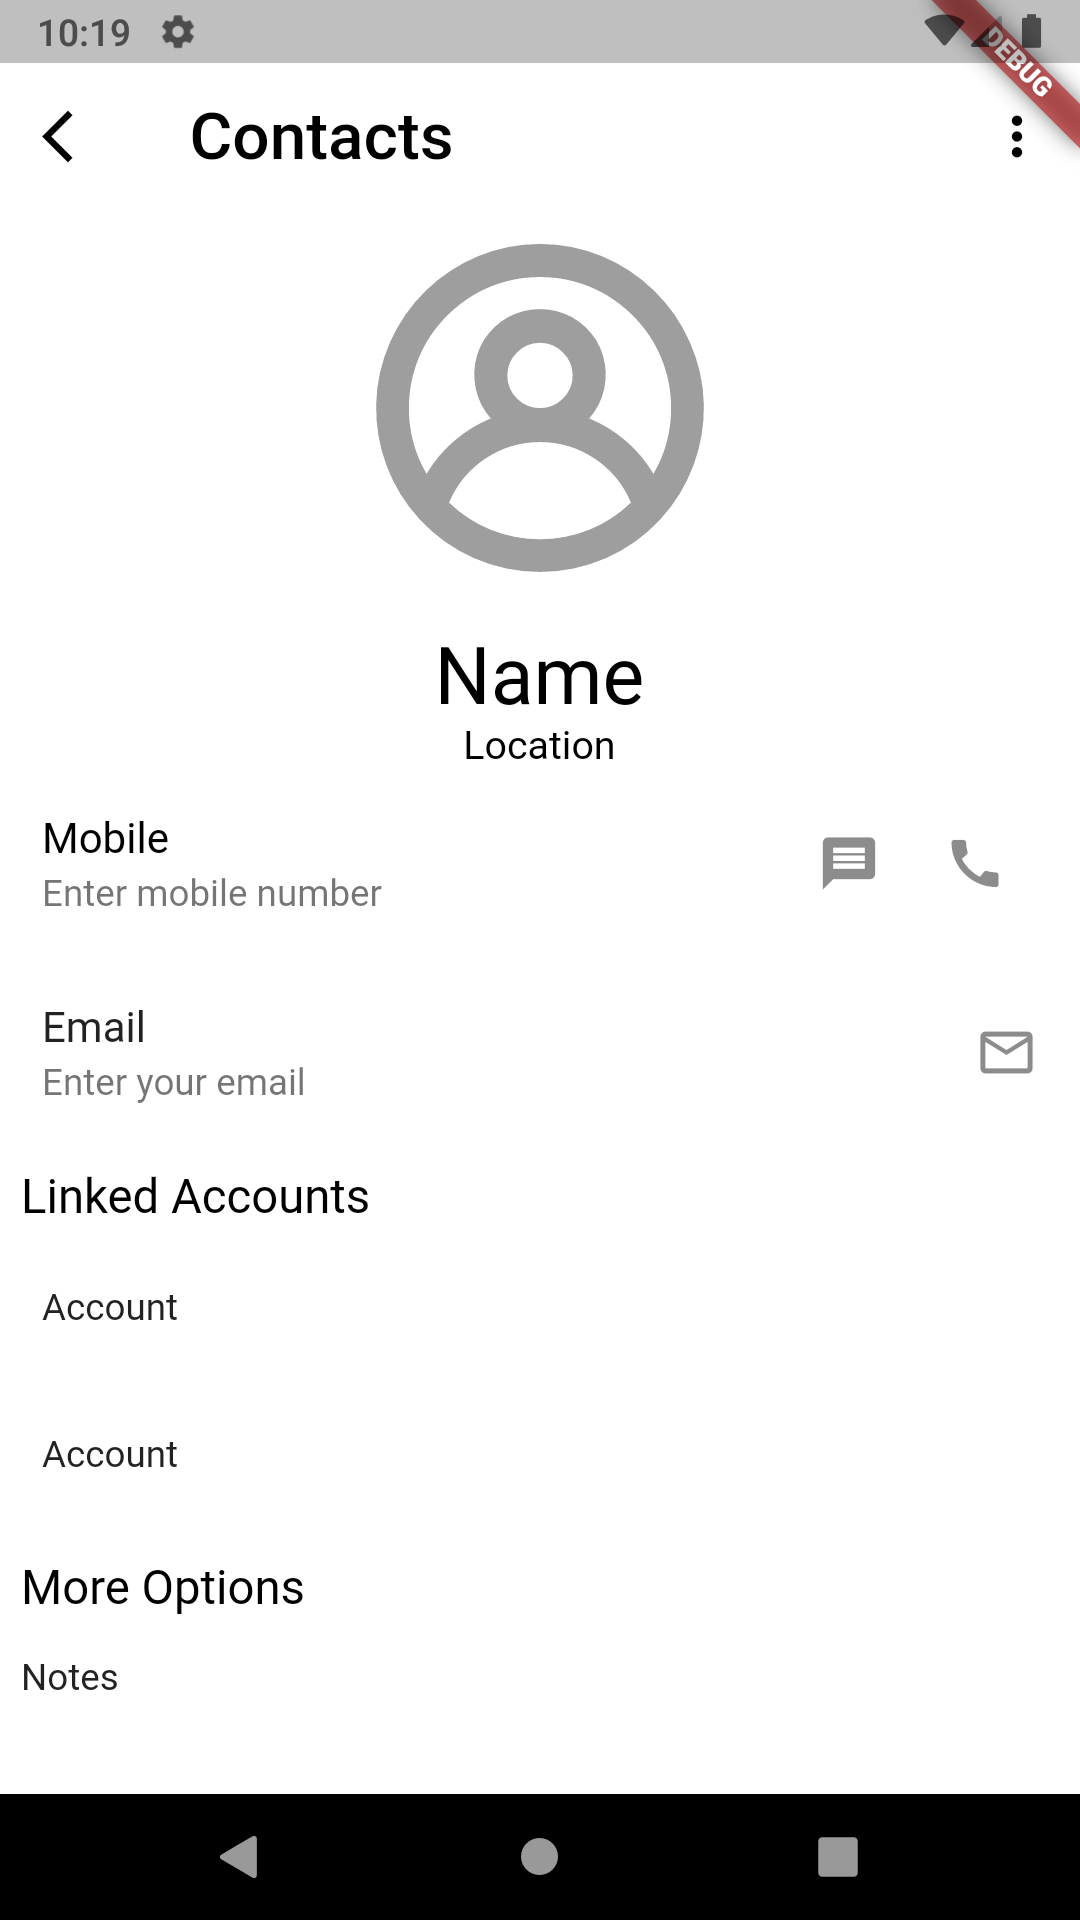 10:19
DEBUG
Contacts
Name
Location
Mobile
Enter mobile number
Email
Enter your email
Linked Accounts
Account
Account
More Options
Notes